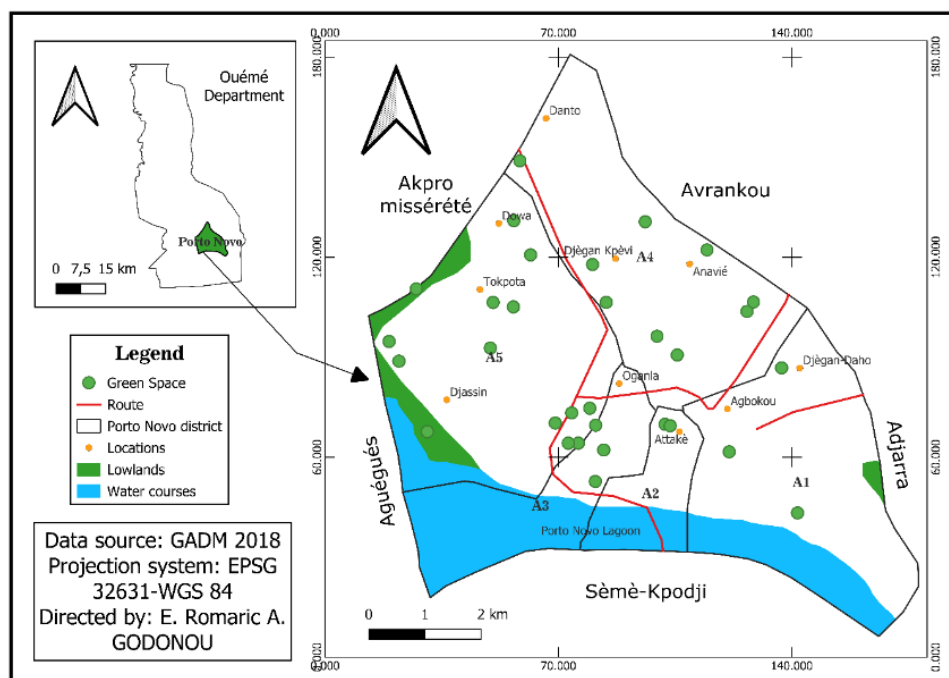 Ouémé
Department
Porto Novo
0 7,5 15 km
Legend
Green Space
Route
Porto Novo district
Locations
Lowlands
Water courses
Data source: GADM 2018
Projection system: EPSG
32631-WGS 84
Directed by: E. Romaric A.
GODONOU
0.000 70.000 140.000
180.000 180.000
Danto
Akpro
missérété
Avrankou
Dowa
Djègan Kpèvi
A4
Anavié
120.000 120.000
Tokpota
A5
Djègan-Daho
Oganla
Djassin
Agbokou
Attakè
60.000 60.000
Adjarra
Aguégués
A1
A2
A3
Porto Novo Lagoon
Sèmè-Kpodji
0 1 2 km
0.000 0.000
0.000 70.000 140.000